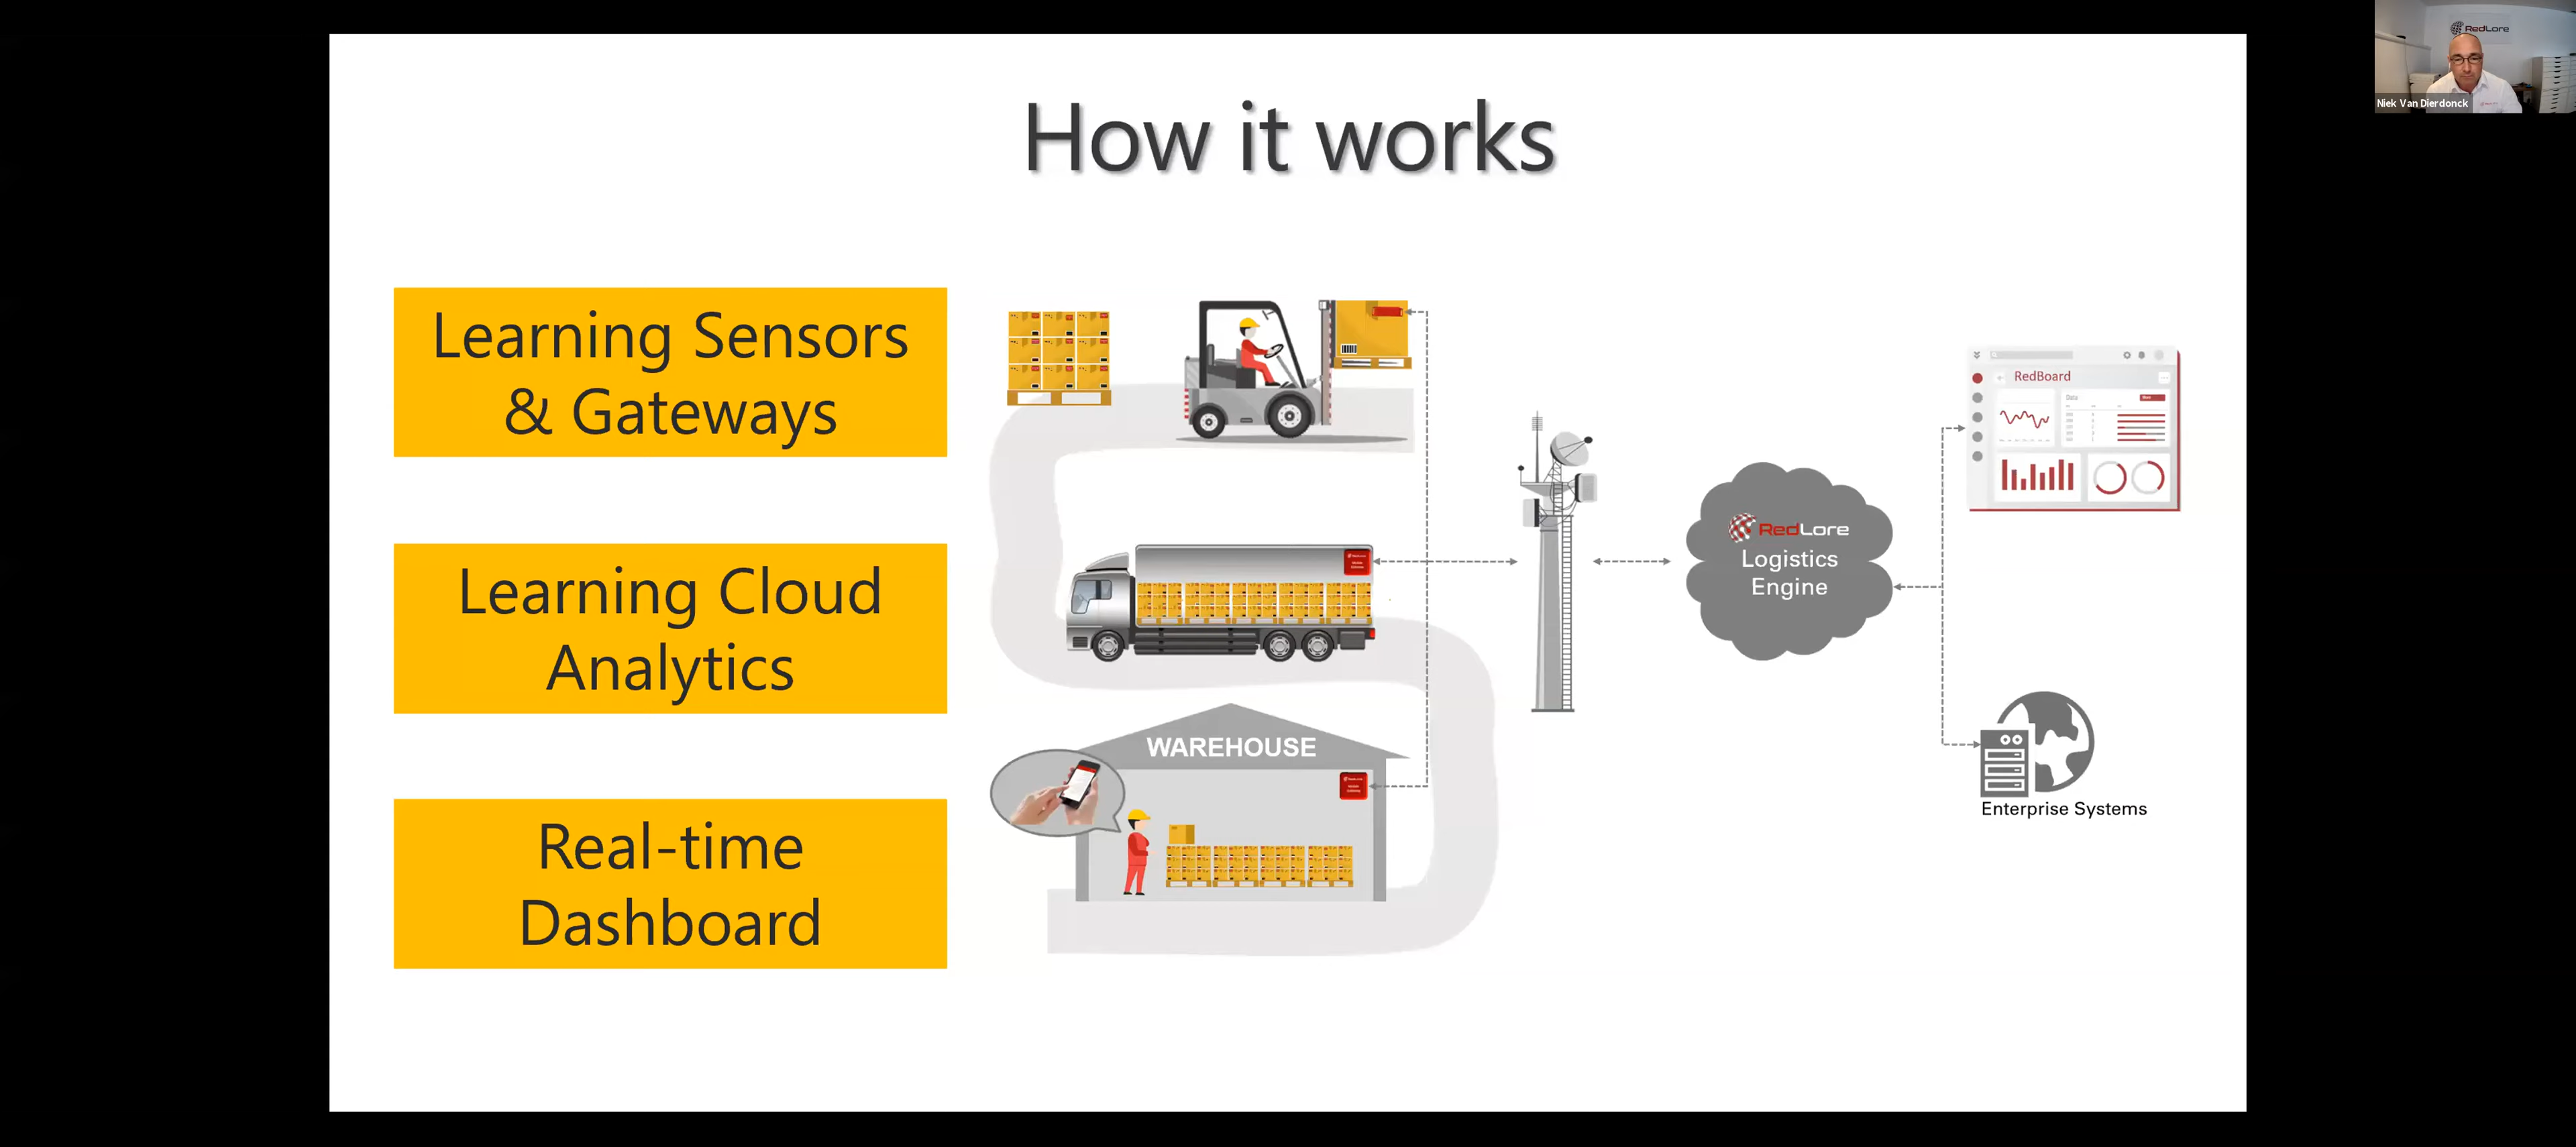 RedLore
Niek Van Dierdonck
How it works
Learning Sensors
& Gateways
Learning Cloud
Analytics
Real-time
Dashboard
WAREHOUSE
RedLore
Logistics
Engine
RedBoard
Data
Enterprise Systems